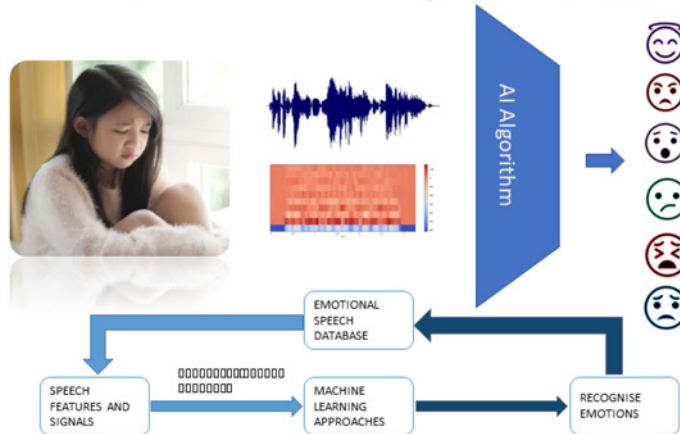 AI Algorithm
EMOTIONAL
SPEECH
DATABASE
SPEECH
FEATURES AND
SIGNALS
MACHINE
LEARNING
APPROACHES
RECOGNISE
EMOTIONS